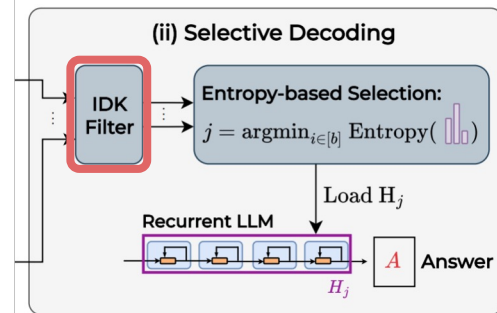 (ii) Selective Decoding
IDK
Filter
⋮
⋮
Entropy-based Selection:
j = argmin_{i∈[b]} Entropy( )
Load H_j
Recurrent LLM
H_j
A
Answer